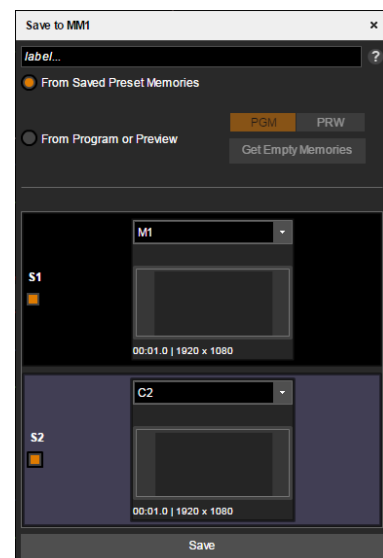 Save to MM1 ×
label... ?
From Saved Preset Memories
PGM PRW
From Program or Preview
Get Empty Memories
M1
S1
00:01.0 | 1920 x 1080
C2
S2
00:01.0 | 1920 x 1080
Save